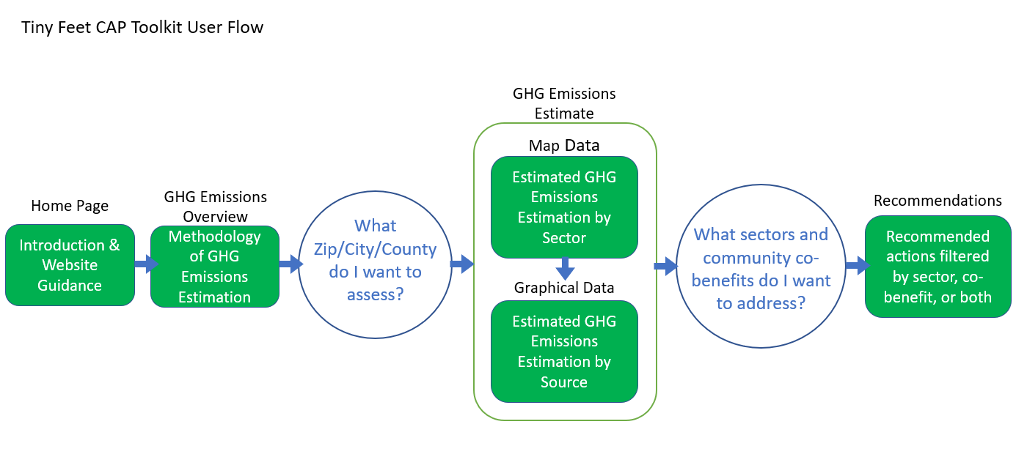 Tiny Feet CAP Toolkit User Flow
Home Page
Introduction &
Website
Guidance
GHG Emissions
Overview
Methodology
of GHG
Emissions
Estimation
What
Zip/City/County
do I want to
assess?
GHG Emissions
Estimate
Map Data
Estimated GHG
Emissions
Estimation by
Sector
Graphical Data
Estimated GHG
Emissions
Estimation by
Source
What sectors and
community co-
benefits do I want
to address?
Recommendations
Recommended
actions filtered
by sector, co-
benefit, or both